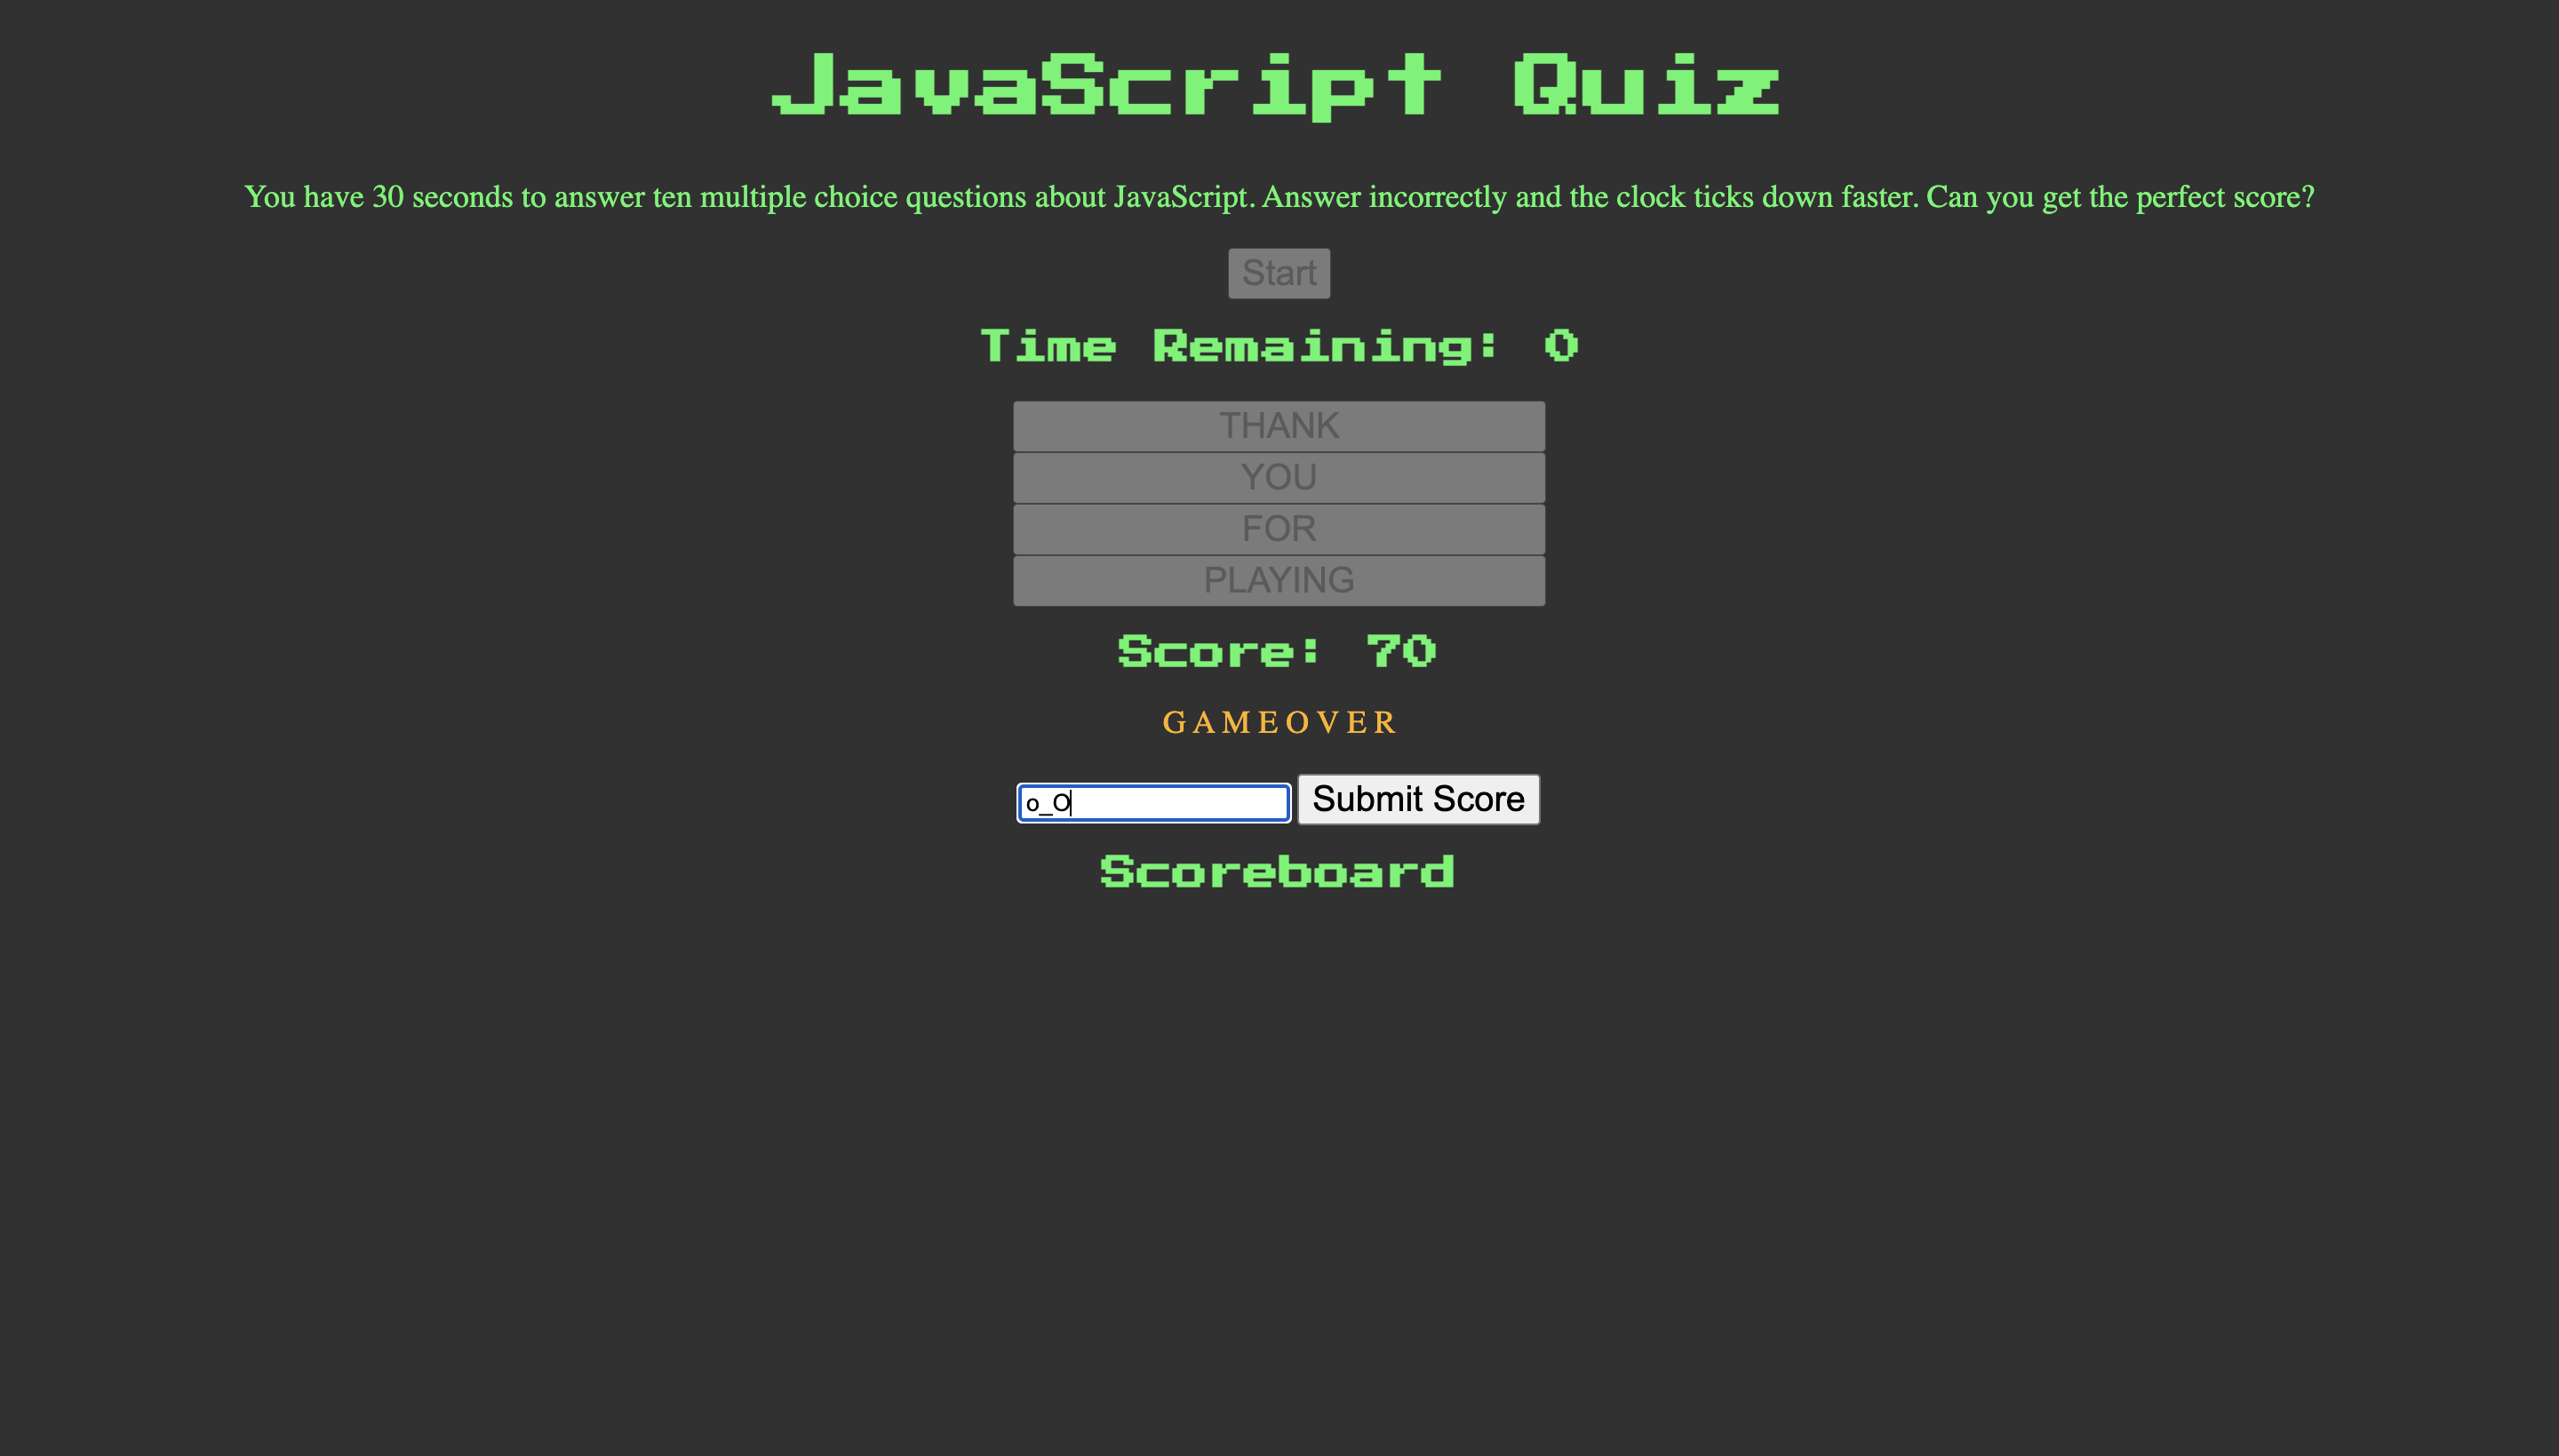 JavaScript Quiz
You have 30 seconds to answer ten multiple choice questions about JavaScript. Answer incorrectly and the clock ticks down faster. Can you get the perfect score?
Start
Time Remaining: 0
THANK
YOU
FOR
PLAYING
Score: 70
GAMEOVER
o_O Submit Score
Scoreboard